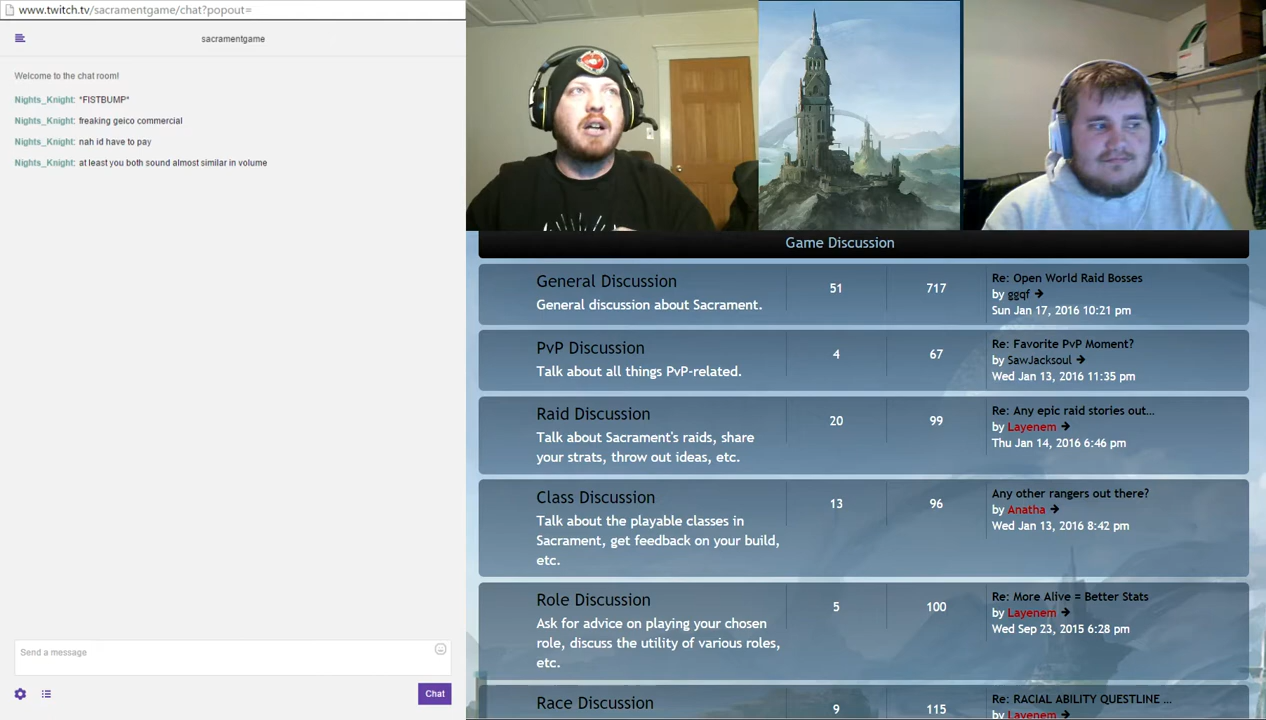 www.twitch.tv/sacramentgame/chat?popout=
sacramentgame
Welcome to the chat room!
Nights_Knight: *FISTBUMP*
Nights_Knight: freaking geico commercial
Nights_Knight: nah id have to pay
Nights_Knight: at least you both sound almost similar in volume
Send a message
Chat
Game Discussion
General Discussion
General discussion about Sacrament.
51
717
Re: Open World Raid Bosses
by ggqf
Sun Jan 17, 2016 10:21 pm
PvP Discussion
Talk about all things PvP-related.
4
67
Re: Favorite PvP Moment?
by SawJacksoul
Wed Jan 13, 2016 11:35 pm
Raid Discussion
Talk about Sacrament's raids, share
your strats, throw out ideas, etc.
20
99
Re: Any epic raid stories out...
by Layenem
Thu Jan 14, 2016 6:46 pm
Class Discussion
Talk about the playable classes in
Sacrament, get feedback on your build,
etc.
13
96
Any other rangers out there?
by Anatha
Wed Jan 13, 2016 8:42 pm
Role Discussion
Ask for advice on playing your chosen
role, discuss the utility of various roles,
etc.
5
100
Re: More Alive = Better Stats
by Layenem
Wed Sep 23, 2015 6:28 pm
Race Discussion
9
115
Re: RACIAL ABILITY QUESTLINE ...
by Layenem